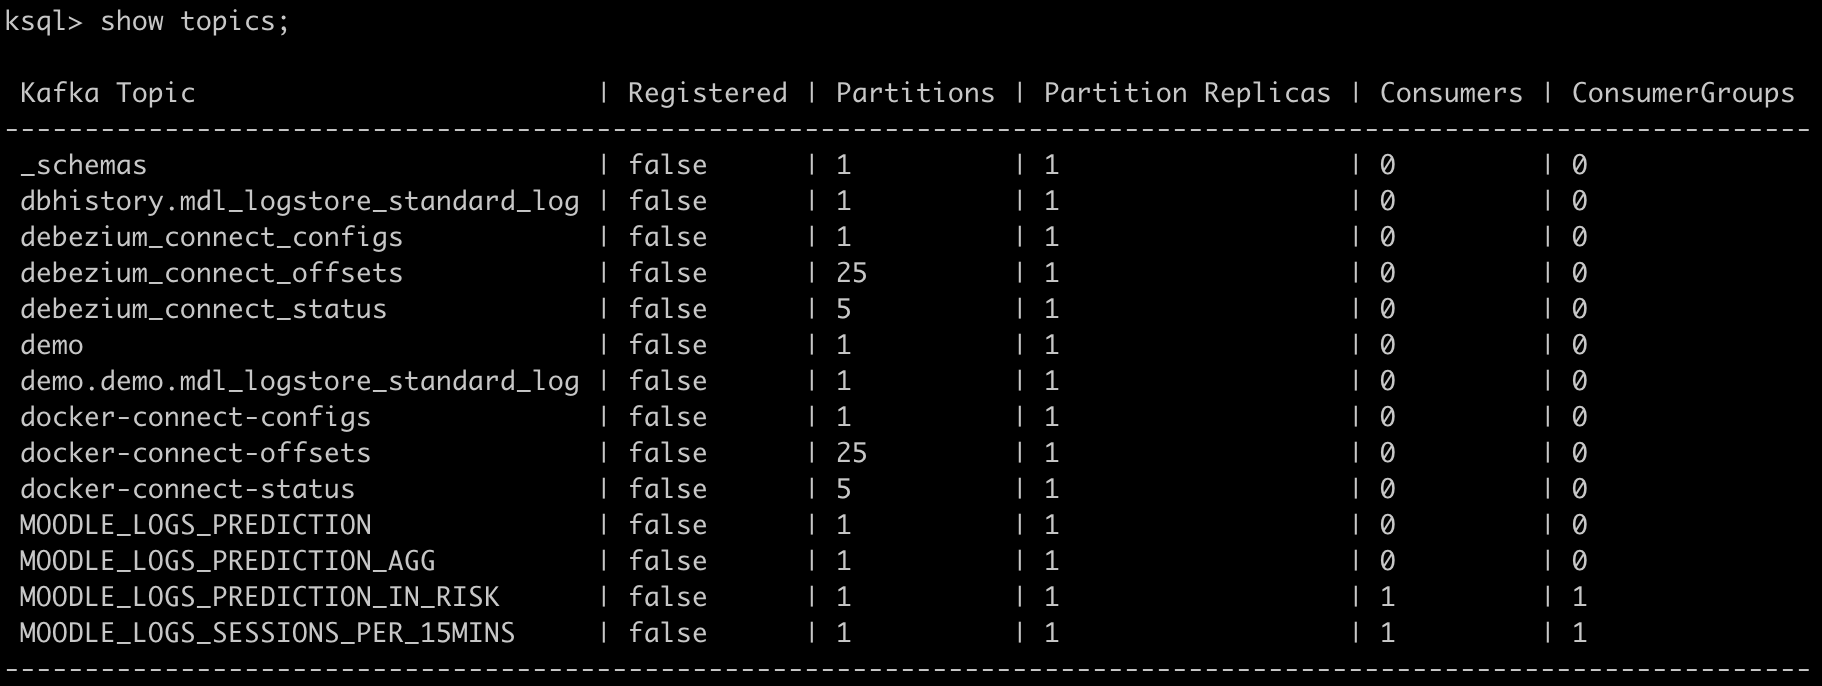 ksql> show topics;
 Kafka Topic                         | Registered | Partitions | Partition Replicas | Consumers | ConsumerGroups
-----------------------------------------------------------------------------------------------------------------
 _schemas                            | false      | 1          | 1                  | 0         | 0
 dbhistory.mdl_logstore_standard_log | false      | 1          | 1                  | 0         | 0
 debezium_connect_configs            | false      | 1          | 1                  | 0         | 0
 debezium_connect_offsets            | false      | 25         | 1                  | 0         | 0
 debezium_connect_status             | false      | 5          | 1                  | 0         | 0
 demo                                | false      | 1          | 1                  | 0         | 0
 demo.demo.mdl_logstore_standard_log | false      | 1          | 1                  | 0         | 0
 docker-connect-configs              | false      | 1          | 1                  | 0         | 0
 docker-connect-offsets              | false      | 25         | 1                  | 0         | 0
 docker-connect-status               | false      | 5          | 1                  | 0         | 0
 MOODLE_LOGS_PREDICTION              | false      | 1          | 1                  | 0         | 0
 MOODLE_LOGS_PREDICTION_AGG          | false      | 1          | 1                  | 0         | 0
 MOODLE_LOGS_PREDICTION_IN_RISK      | false      | 1          | 1                  | 1         | 1
 MOODLE_LOGS_SESSIONS_PER_15MINS     | false      | 1          | 1                  | 1         | 1
-----------------------------------------------------------------------------------------------------------------